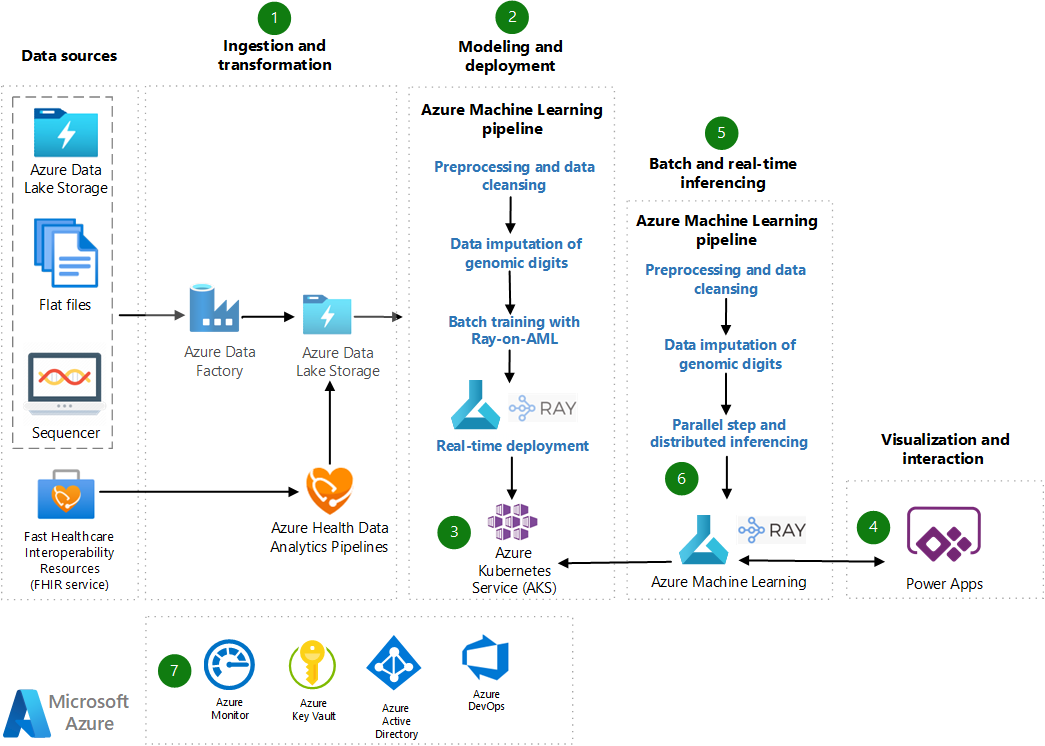 Data sources
Azure Data
Lake Storage
Flat files
Sequencer
Fast Healthcare
Interoperability
Resources
(FHIR service)
1
Ingestion and
transformation
Azure Data
Factory
Azure Data
Lake Storage
Azure Health Data
Analytics Pipelines
2
Modeling and
deployment
Azure Machine Learning
pipeline
Preprocessing and data
cleansing
Data imputation of
genomic digits
Batch training with
Ray-on-AML
RAY
Real-time deployment
3
Azure
Kubernetes
Service (AKS)
5
Batch and real-time
inferencing
Azure Machine Learning
pipeline
Preprocessing and data
cleansing
Data imputation of
genomic digits
Parallel step and
distributed inferencing
6
RAY
Azure Machine Learning
Visualization and
interaction
4
Power Apps
7
Azure
Monitor
Azure
Key Vault
Azure
Active
Directory
Azure
DevOps
Microsoft
Azure